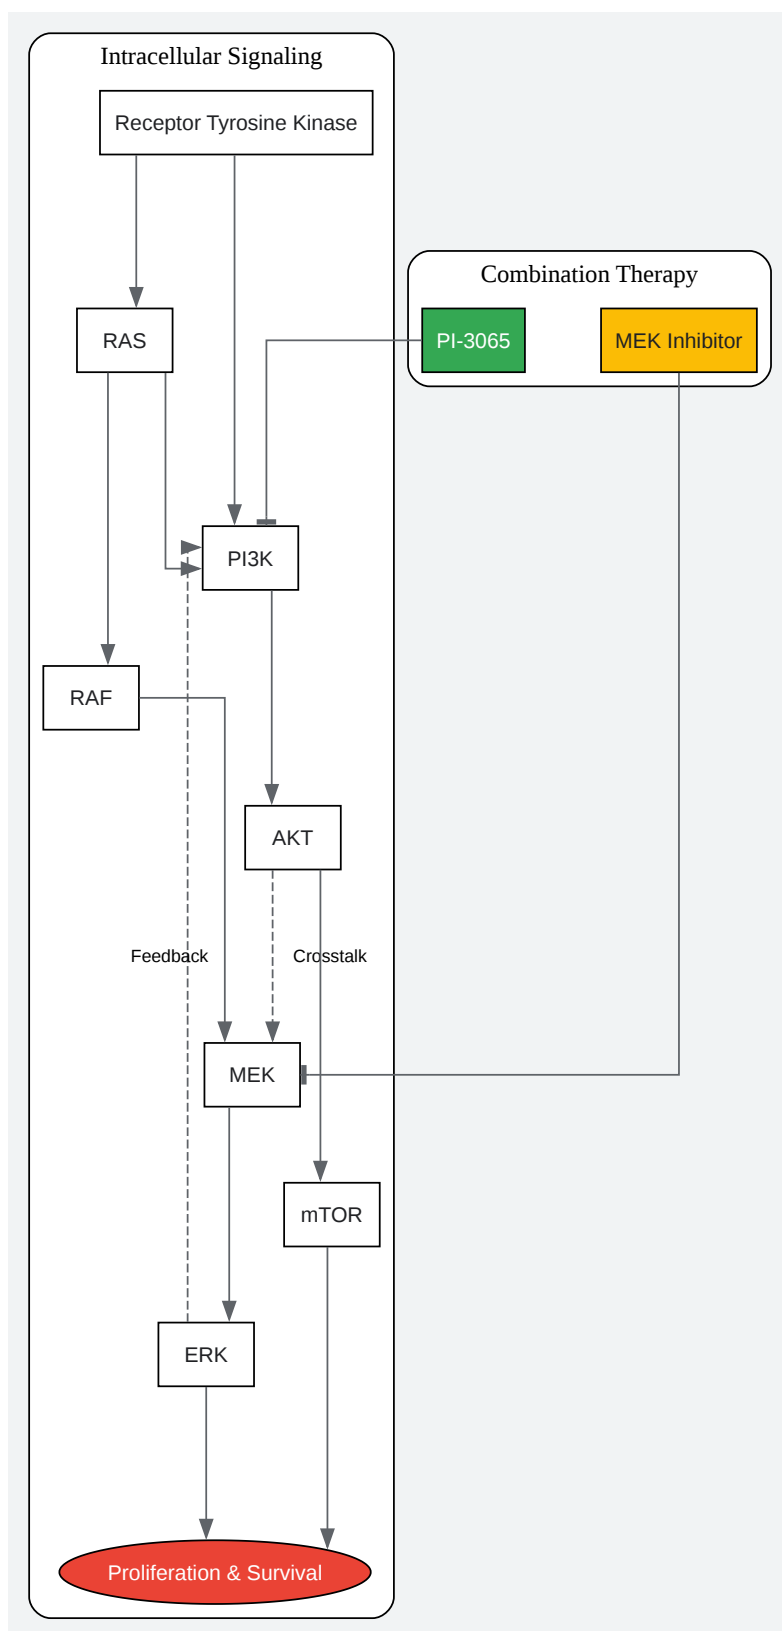 Intracellular Signaling
Receptor Tyrosine Kinase
Combination Therapy
RAS
PI-3065
MEK Inhibitor
PI3K
RAF
AKT
Feedback
Crosstalk
MEK
mTOR
ERK
Proliferation & Survival